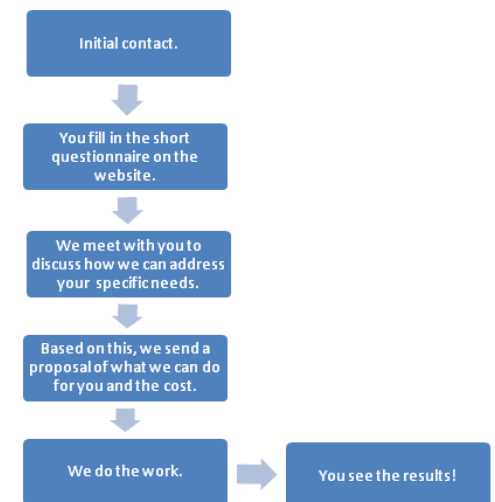 Initial contact.
You fill in the short
questionnaire on the
website.
We meet with you to
discuss how we can address
your specific needs.
Based on this, we send a
proposal of what we can do
for you and the cost.
We do the work.
You see the results!